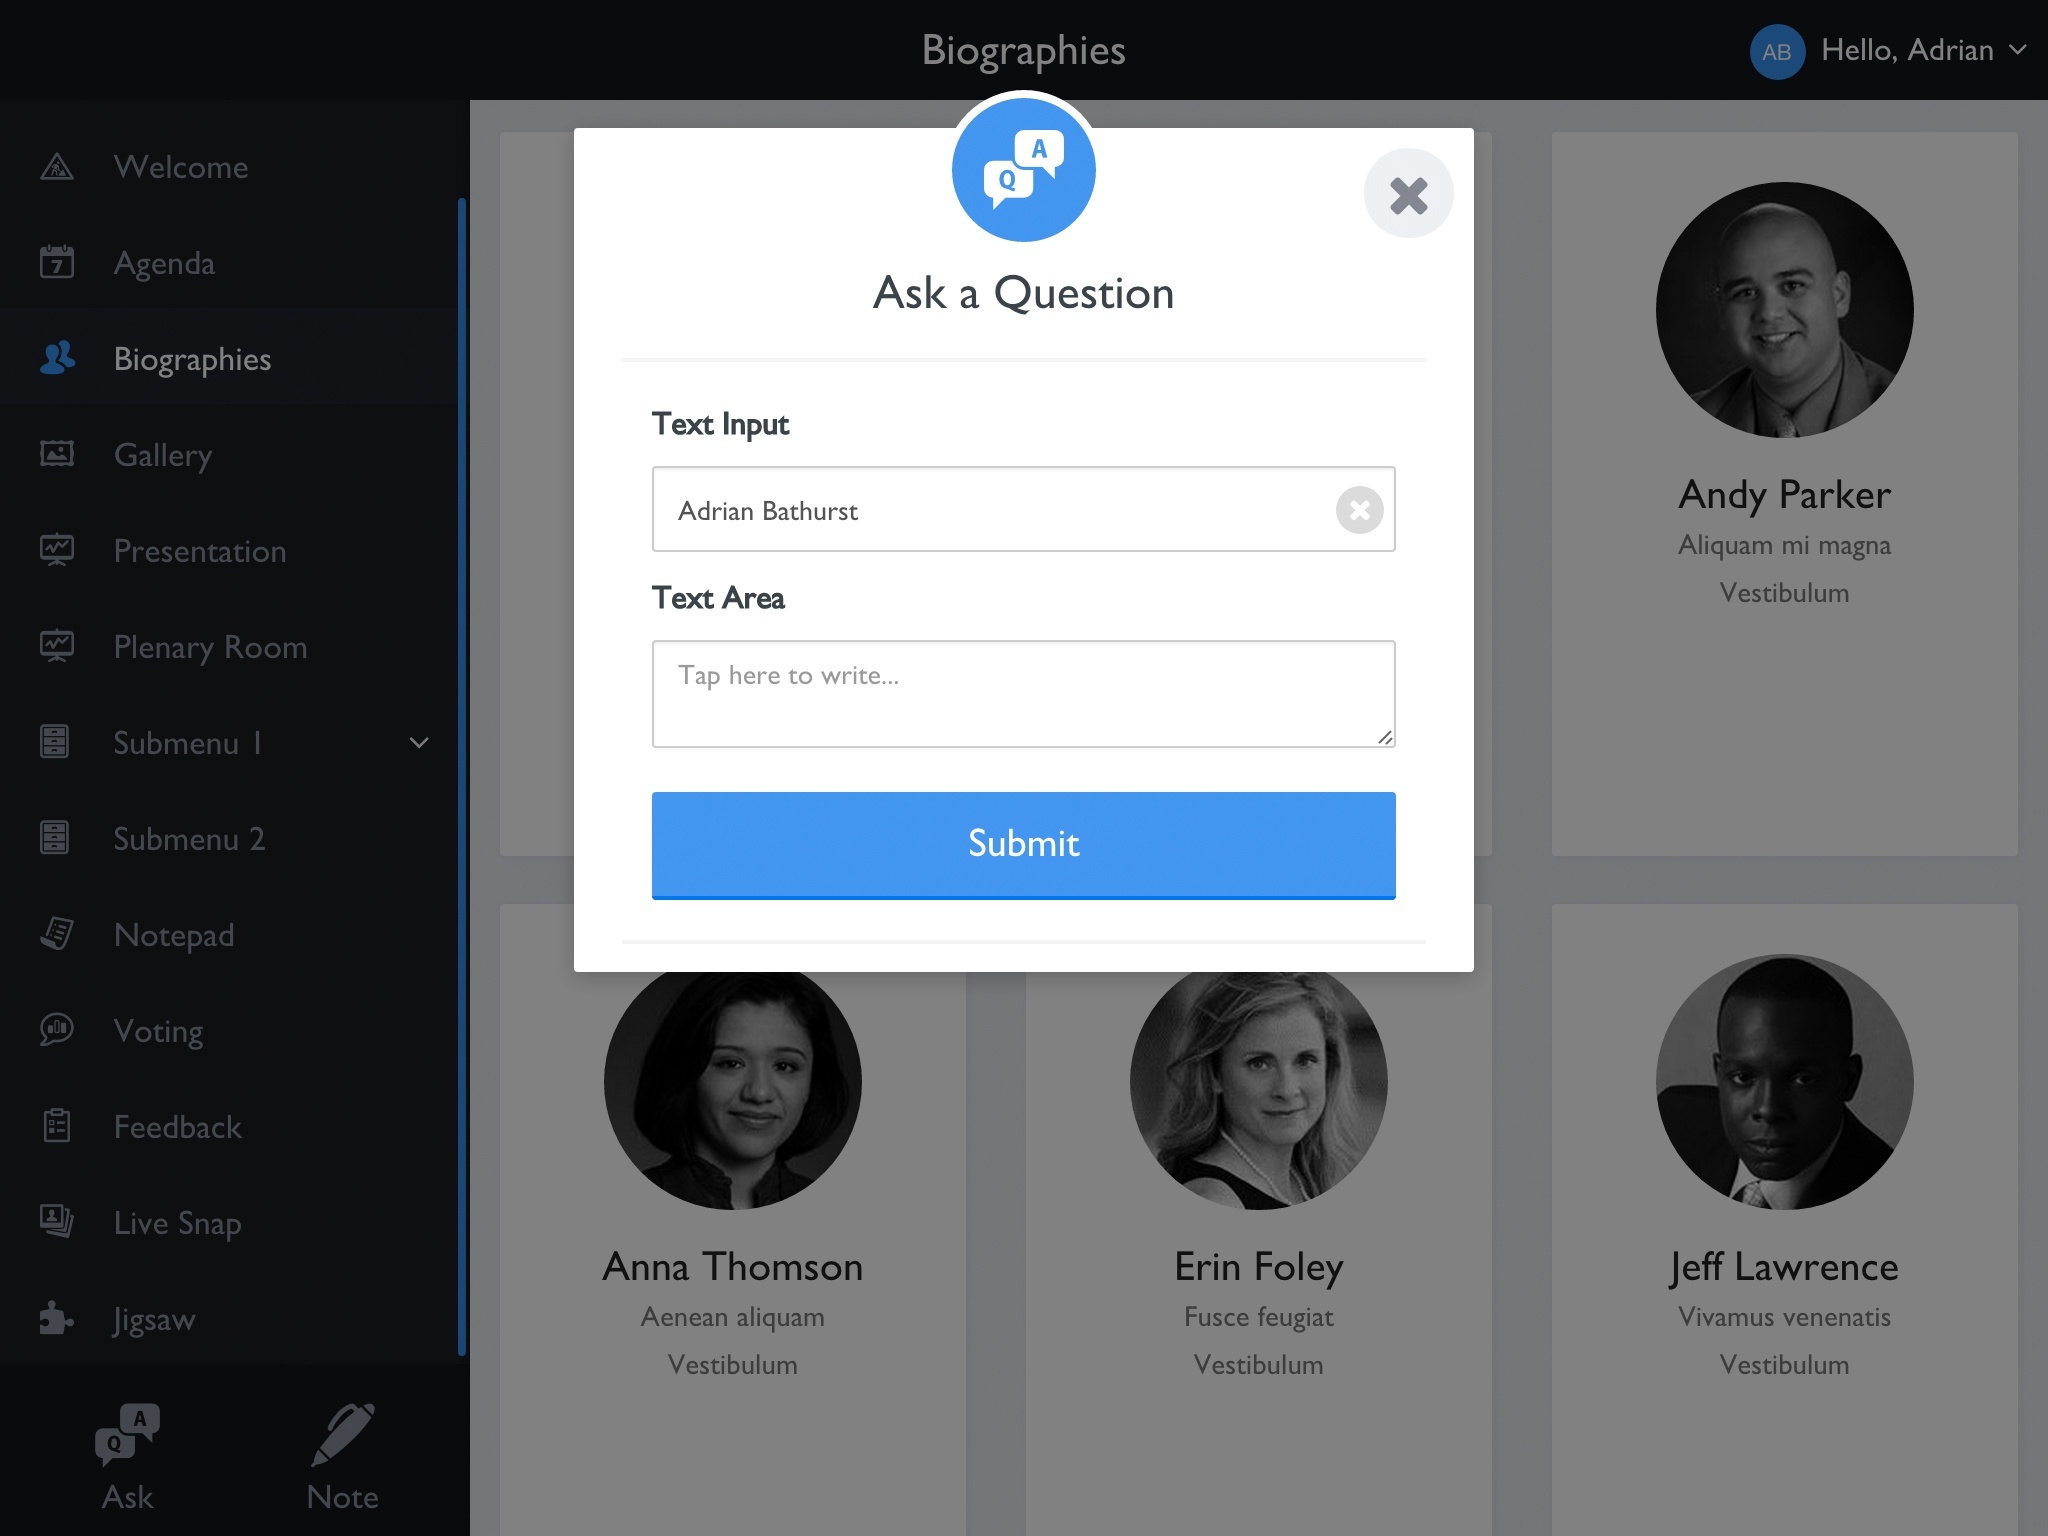 Biographies
AB
Hello, Adrian
Welcome
7
Agenda
Biographies
Gallery
Presentation
Plenary Room
Submenu 1
Submenu 2
Notepad
Voting
Feedback
Live Snap
Jigsaw
A
Q
Ask
Note
A
Q
Ask a Question
Text Input
Adrian Bathurst
Text Area
Tap here to write...
Submit
Andy Parker
Aliquam mi magna
Vestibulum
Anna Thomson
Aenean aliquam
Vestibulum
Erin Foley
Fusce feugiat
Vestibulum
Jeff Lawrence
Vivamus venenatis
Vestibulum